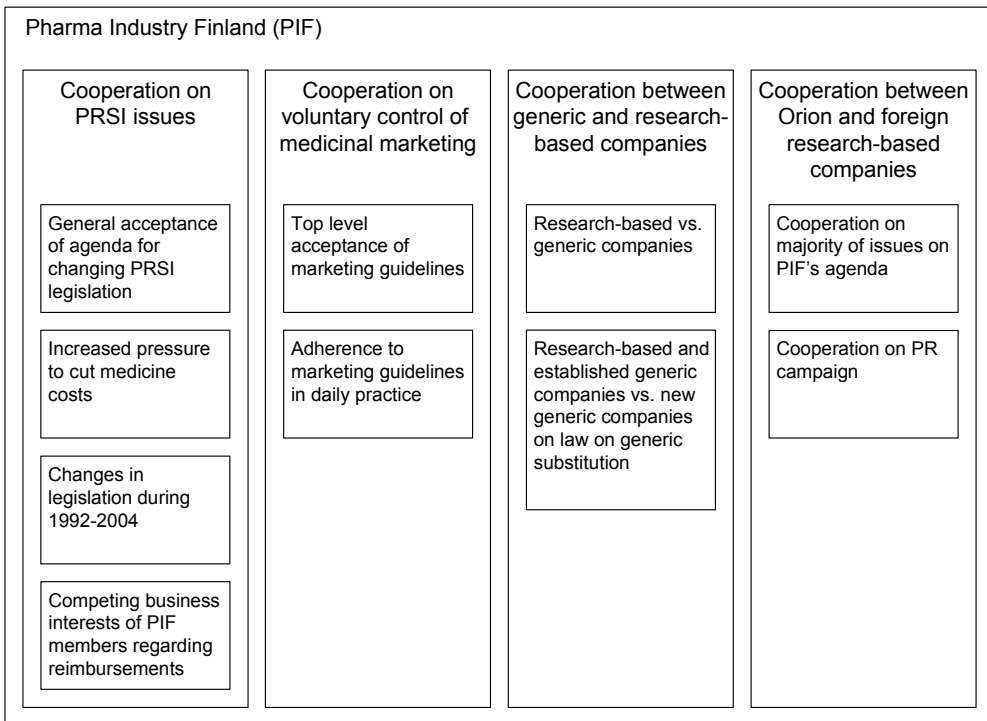 Pharma Industry Finland (PIF)
Cooperation on
PRSI issues
General acceptance
of agenda for
changing PRSI
legislation
Increased pressure
to cut medicine
costs
Changes in
legislation during
1992-2004
Competing business
interests of PIF
members regarding
reimbursements
Cooperation on
voluntary control of
medicinal marketing
Top level
acceptance of
marketing guidelines
Adherence to
marketing guidelines
in daily practice
Cooperation between
generic and research-
based companies
Research-based vs.
generic companies
Research-based and
established generic
companies vs. new
generic companies
on law on generic
substitution
Cooperation between
Orion and foreign
research-based
companies
Cooperation on
majority of issues on
PIF's agenda
Cooperation on PR
campaign